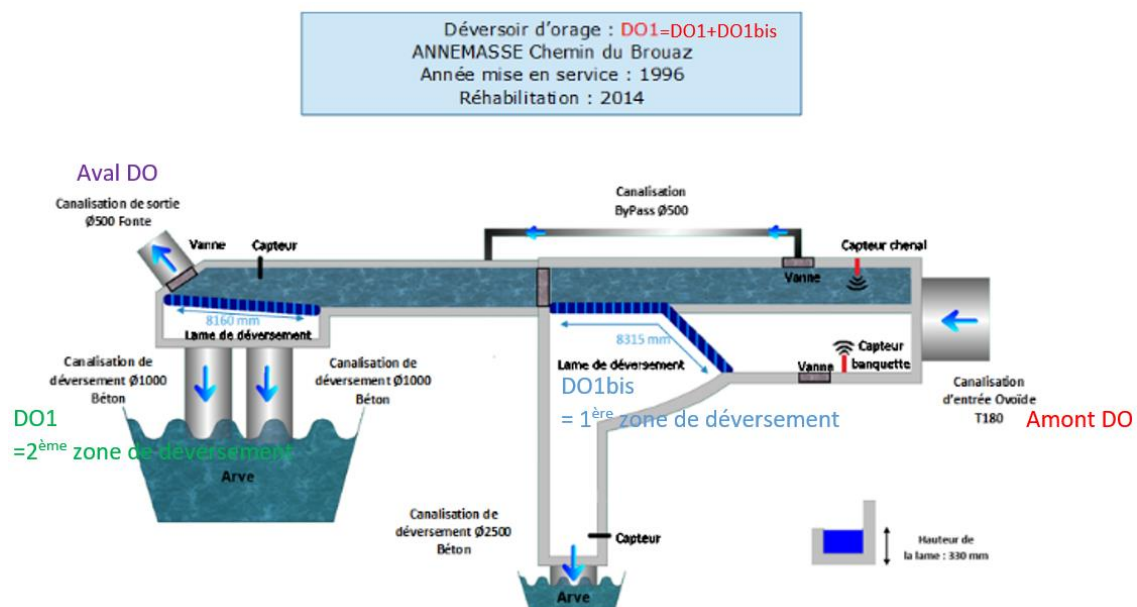 Déversoir d'orage : DO1=DO1+DO1bis
ANNEMASSE Chemin du Brouaz
Année mise en service : 1996
Réhabilitation : 2014
Aval DO
Canalisation de sortie
Ø500 Fonte
Vanne
Capteur
Canalisation
ByPass Ø500
Capteur chenal
Vanne
8160 mm
Lame de déversement
8315 mm
Lame de déversement
Vanne
Capteur
banquette
Canalisation de
déversement Ø1000
Béton
Canalisation de
déversement Ø1000
Béton
DO1bis
= 1ère zone de déversement
Canalisation
d'entrée Ovoïde
T180
Amont DO
DO1
=2ème zone de déversement
Arve
Canalisation de
déversement Ø2500
Béton
Capteur
Hauteur de
la lame : 330 mm
Arve